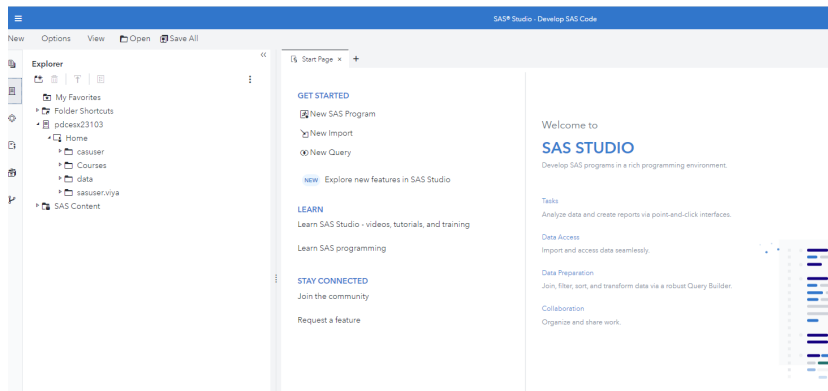 SAS® Studio - Develop SAS Code
New Options View Open Save All
Explorer
My Favorites
Folder Shortcuts
pdcesx23103
Home
casuser
Courses
data
sasuser.viya
SAS Content
Start Page × +
GET STARTED
New SAS Program
New Import
New Query
NEW Explore new features in SAS Studio
LEARN
Learn SAS Studio - videos, tutorials, and training
Learn SAS programming
STAY CONNECTED
Join the community
Request a feature
Welcome to
SAS STUDIO
Develop SAS programs in a rich programming environment.
Tasks
Analyze data and create reports via point-and-click interfaces.
Data Access
Import and access data seamlessly.
Data Preparation
Join, filter, sort, and transform data via a robust Query Builder.
Collaboration
Organize and share work.